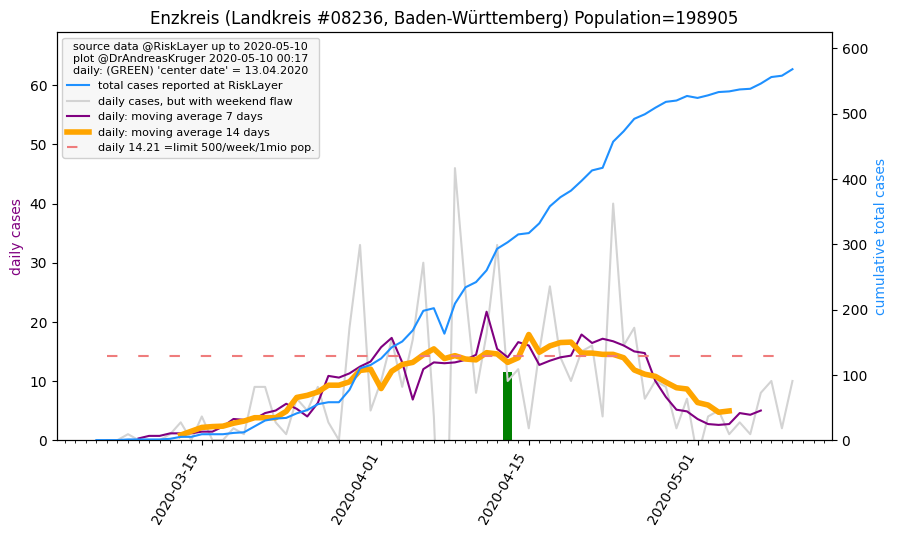 Enzkreis (Landkreis #08236, Baden-Württemberg) Population=198905
source data @RiskLayer up to 2020-05-10
plot @DrAndreasKruger 2020-05-10 00:17
daily: (GREEN) 'center date' = 13.04.2020
total cases reported at RiskLayer
daily cases, but with weekend flaw
daily: moving average 7 days
daily: moving average 14 days
daily 14.21 =limit 500/week/1mio pop.
daily cases
0
10
20
30
40
50
60
cumulative total cases
0
100
200
300
400
500
600
2020-03-15
2020-04-01
2020-04-15
2020-05-01